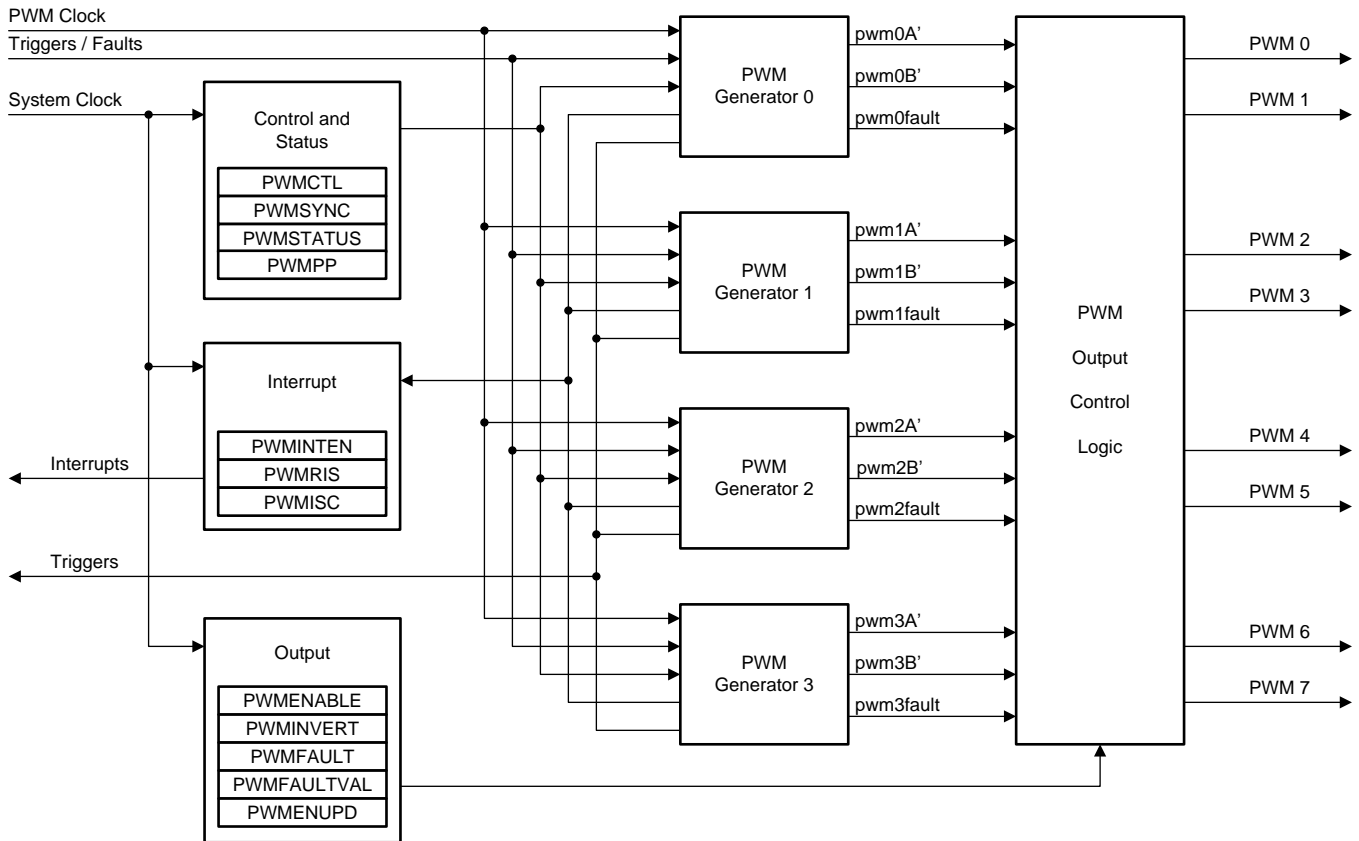 PWM Clock
Triggers / Faults
System Clock
Control and
Status
PWMCTL
PWMSYNC
PWMSTATUS
PWMPP
Interrupt
PWMINTEN
PWMRIS
PWMISC
Interrupts
Triggers
Output
PWMENABLE
PWMINVERT
PWMFAULT
PWMFAULTVAL
PWMENUPD
PWM
Generator 0
pwm0A’
pwm0B’
pwm0fault
PWM
Generator 1
pwm1A’
pwm1B’
pwm1fault
PWM
Generator 2
pwm2A’
pwm2B’
pwm2fault
PWM
Generator 3
pwm3A’
pwm3B’
pwm3fault
PWM
Output
Control
Logic
PWM 0
PWM 1
PWM 2
PWM 3
PWM 4
PWM 5
PWM 6
PWM 7